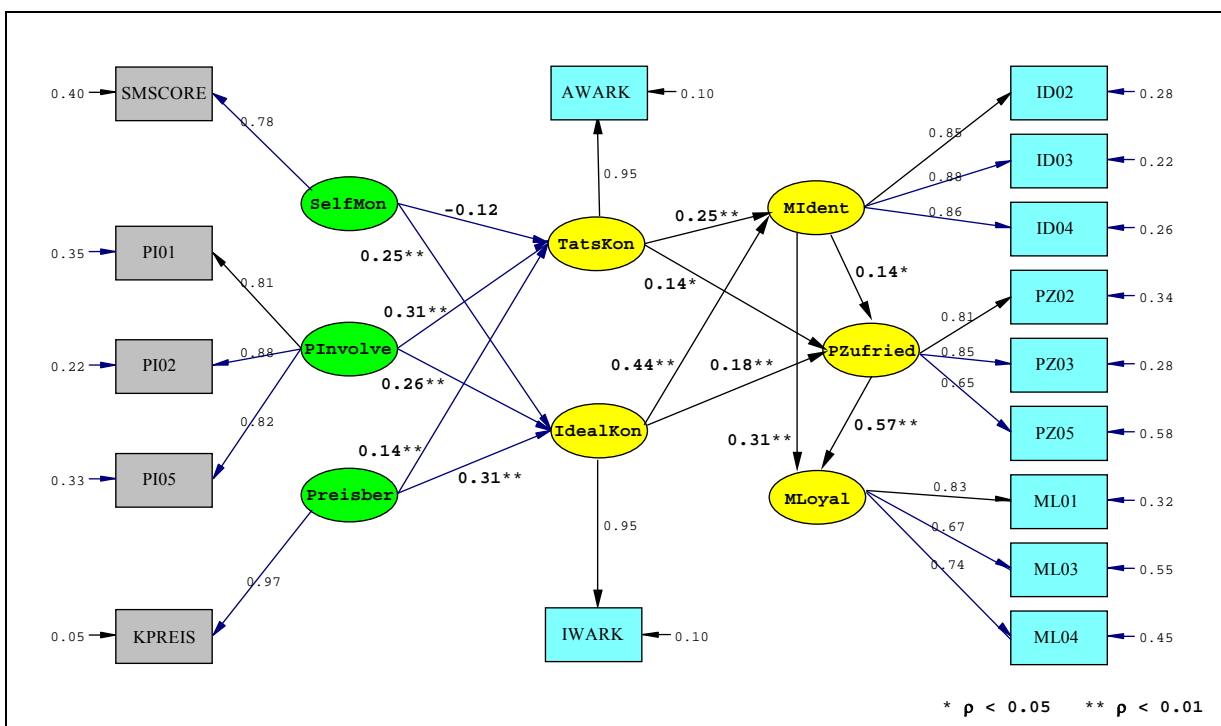 0.40 SMSCORE AWARK 0.10 ID02 0.28
0.78 0.85
0.95 ID03 0.22
0.88
SelfMon -0.12 MIdent 0.86 ID04 0.26
0.25** 0.25**
0.35 PI01 TatsKon
0.81 0.14* 0.14* PZ02 0.34
0.31** 0.81
PInvolve PZufried 0.85 PZ03 0.28
0.22 PI02 0.88 0.44** 0.18** 0.65
0.26**
0.82 IdealKon 0.57** PZ05 0.58
0.14** 0.31**
0.33 PI05 0.31**
Preisber MLoyal 0.83 ML01 0.32
0.67
0.95 0.74 ML03 0.55
0.97
0.05 KPREIS IWARK 0.10 ML04 0.45
* ρ < 0.05 ** ρ < 0.01